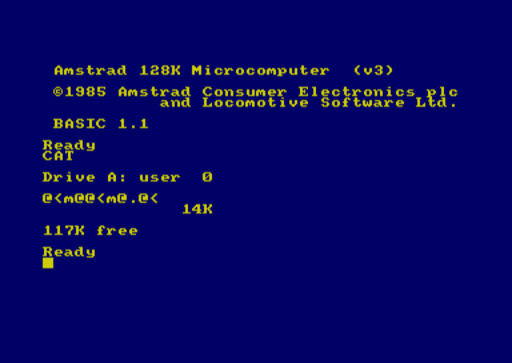 Amstrad 128K Microcomputer (v3)
©1985 Amstrad Consumer Electronics plc
and Locomotive Software Ltd.
BASIC 1.1
Ready
CAT
Drive A: user 0
@<m@@<m@.@<
14K
117K free
Ready